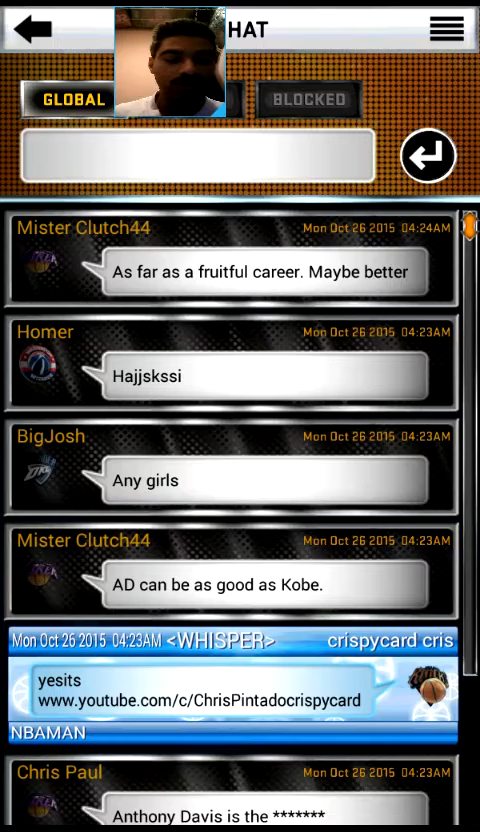 HAT
GLOBAL
BLOCKED
Mister Clutch44
Mon Oct 26 2015 04:24AM
As far as a fruitful career. Maybe better
Homer
Mon Oct 26 2015 04:23AM
Hajjskssi
BigJosh
Mon Oct 26 2015 04:23AM
Any girls
Mister Clutch44
Mon Oct 26 2015 04:23AM
AD can be as good as Kobe.
Mon Oct 26 2015 04:23AM <WHISPER> crispycard cris
yesits
www.youtube.com/c/ChrisPintadocrispycard
NBAMAN
Chris Paul
Mon Oct 26 2015 04:23AM
Anthony Davis is the *******